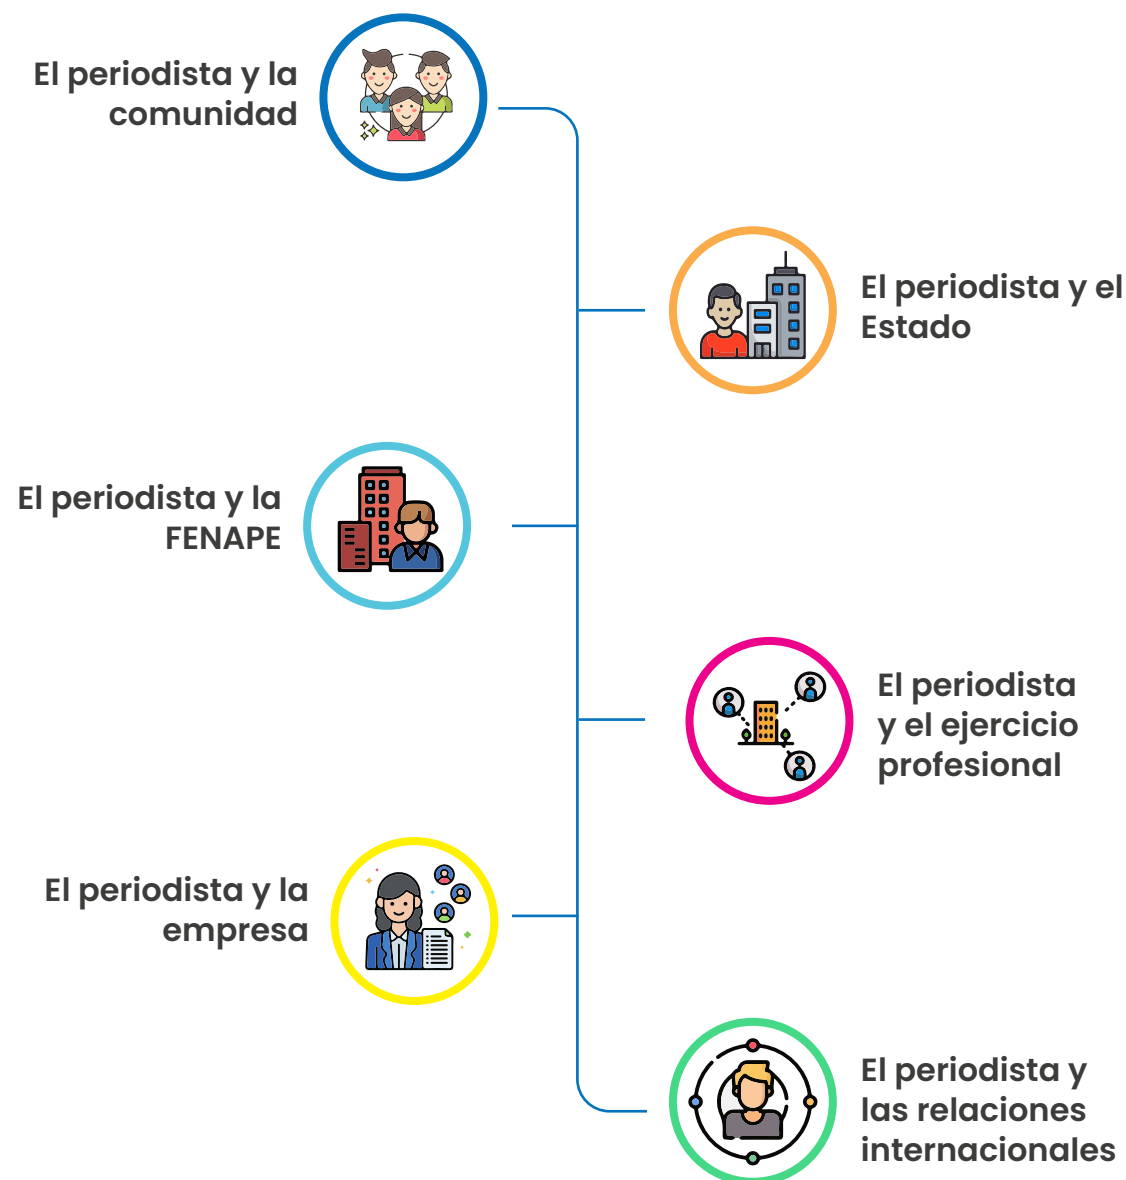 El periodista y la
comunidad
El periodista y el
Estado
El periodista y la
FENAPE
El periodista
y el ejercicio
profesional
El periodista y la
empresa
El periodista y
las relaciones
internacionales